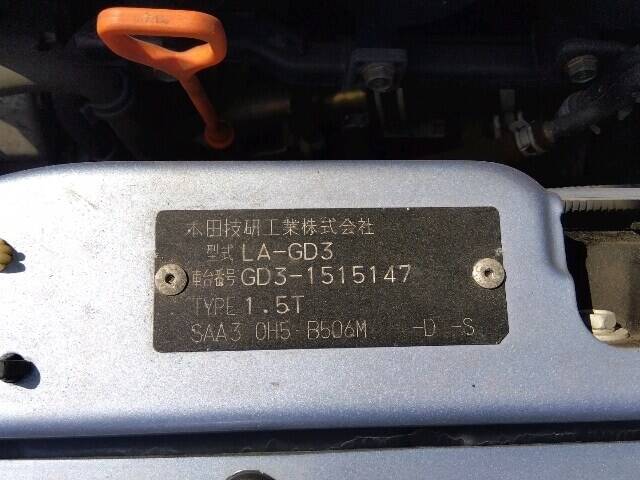 本田技研工業株式会社
型式 LA-GD3
車台番号 GD3-1515147
TYPE 1.5T
SAA3 0H5 B506M -D -S